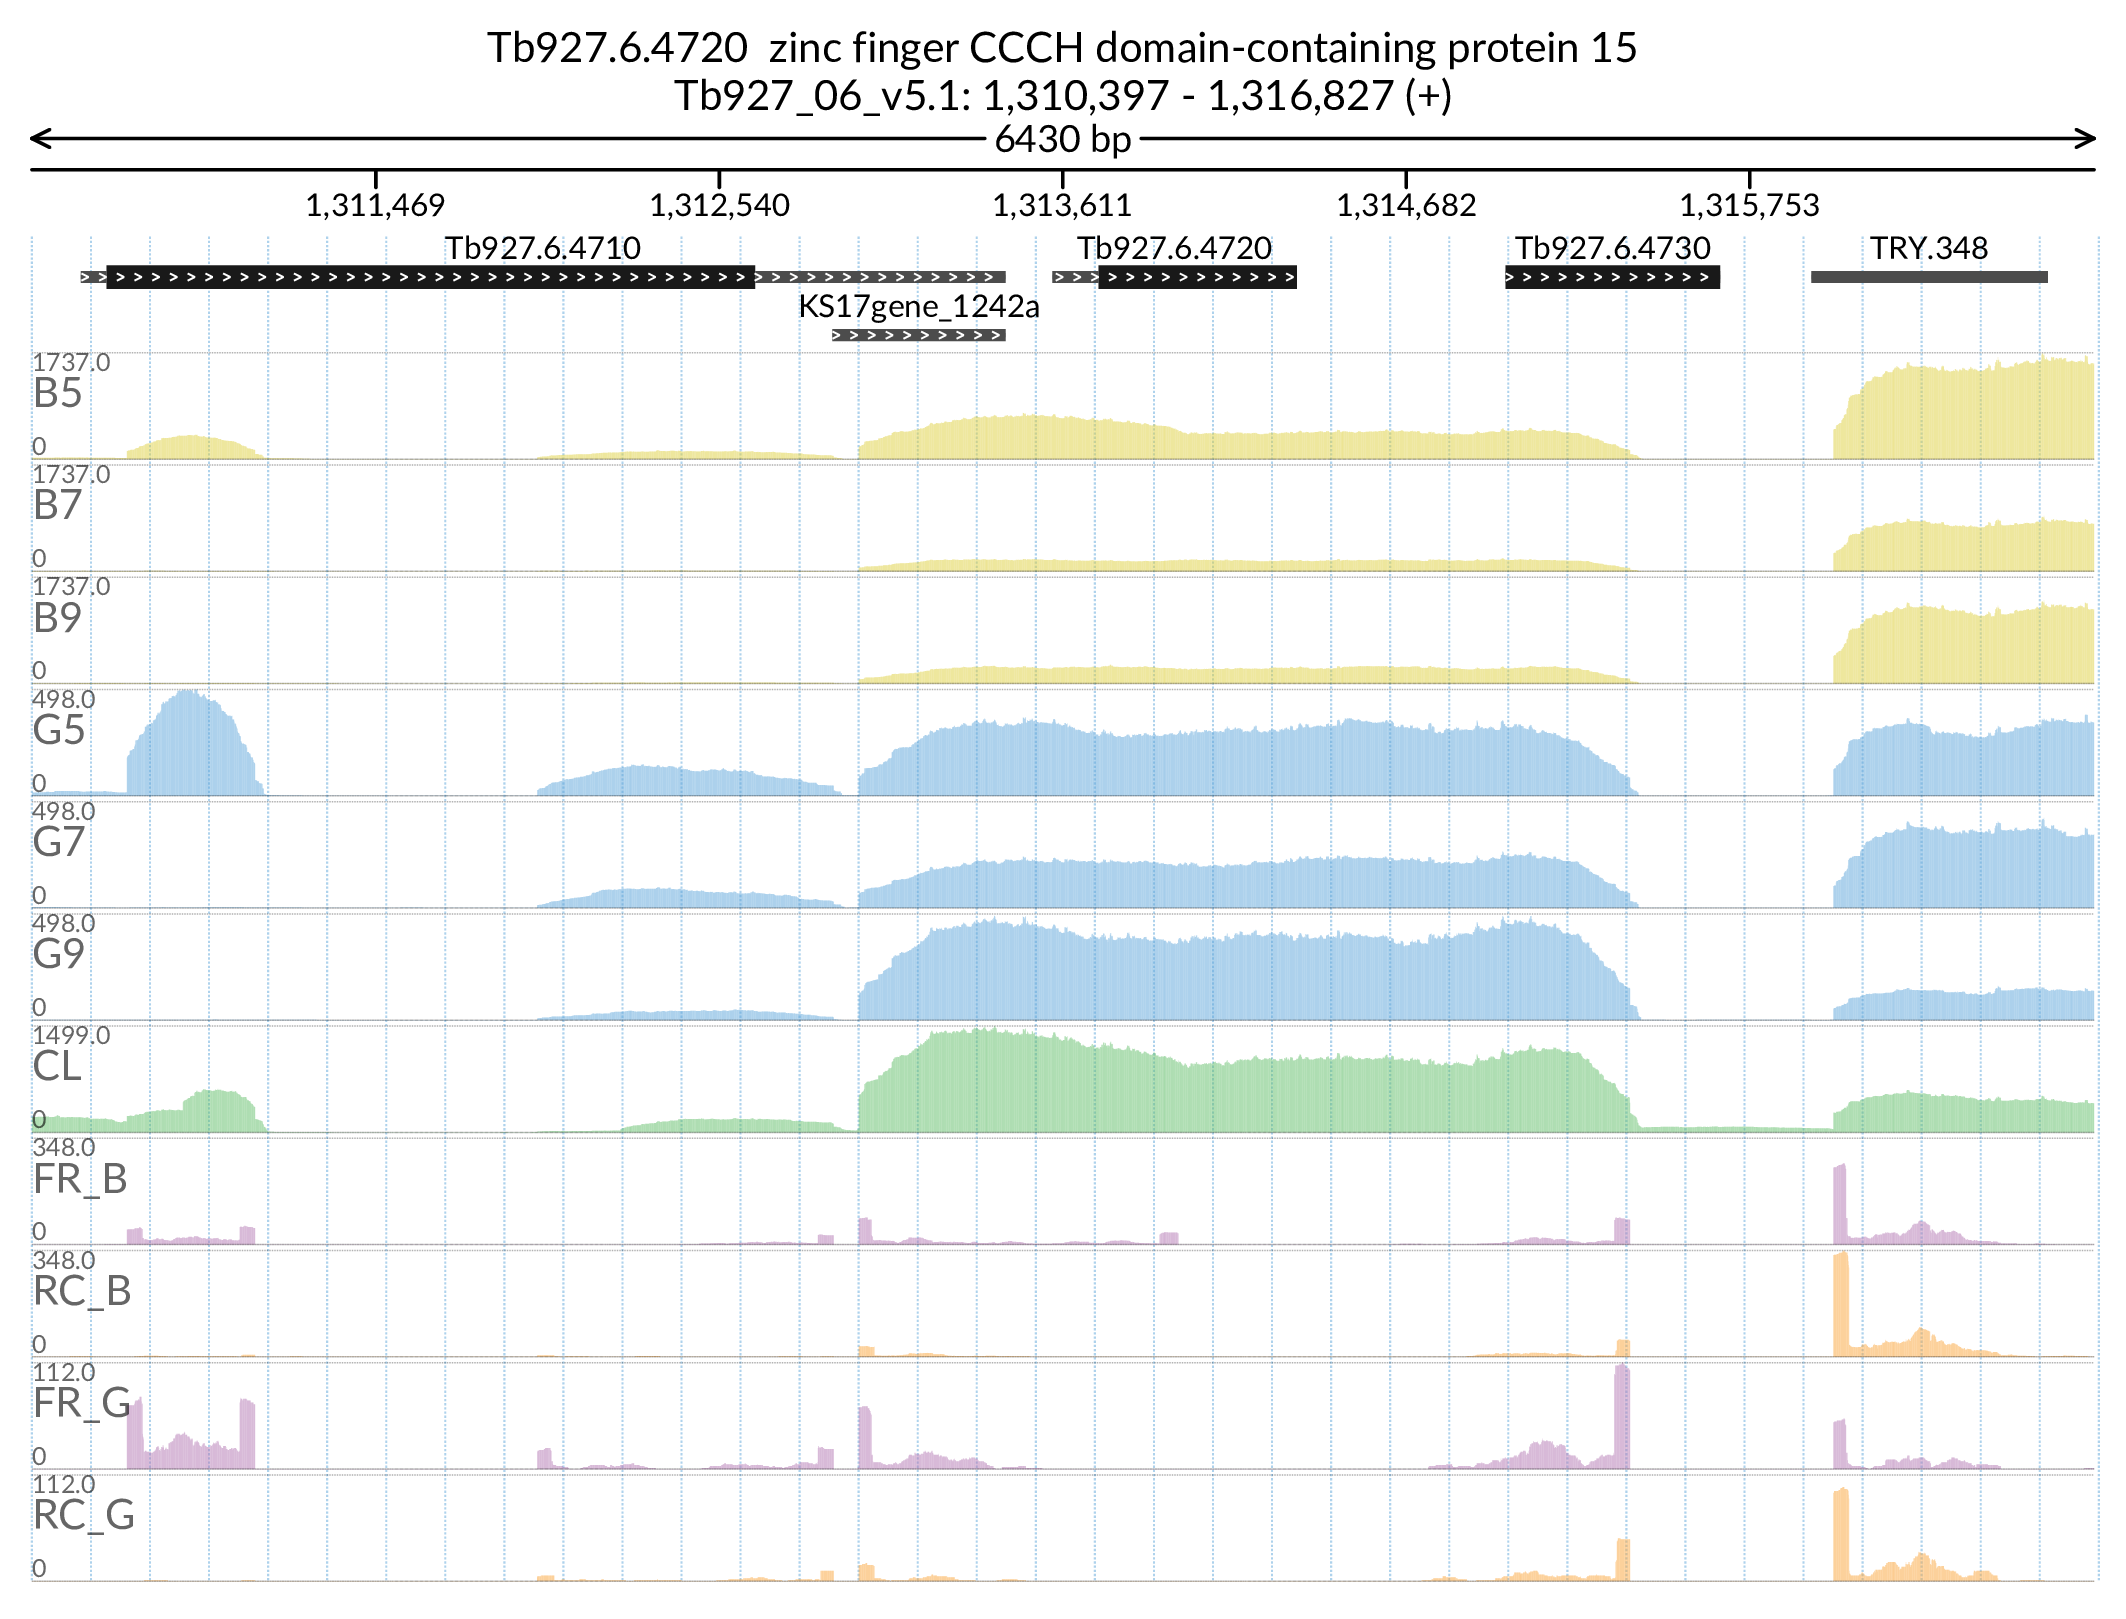 Tb927.6.4720 zinc finger CCCH domain-containing protein 15
Tb927_06_v5.1: 1,310,397 - 1,316,827 (+)
6430 bp
1,311,469 1,312,540 1,313,611 1,314,682 1,315,753
Tb927.6.4710 Tb927.6.4720 Tb927.6.4730 TRY.348
KS17gene_1242a
1737.0
B5
0
1737.0
B7
0
1737.0
B9
0
498.0
G5
0
498.0
G7
0
498.0
G9
0
1499.0
CL
0
348.0
FR_B
0
348.0
RC_B
0
112.0
FR_G
0
112.0
RC_G
0